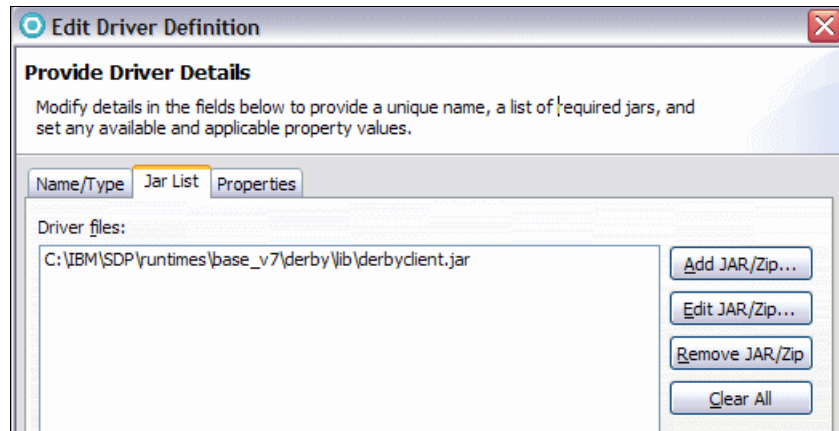 Edit Driver Definition
Provide Driver Details
Modify details in the fields below to provide a unique name, a list of required jars, and
set any available and applicable property values.
Name/Type Jar List Properties
Driver files:
C:\IBM\SDP\runtimes\base_v7\derby\lib\derbyclient.jar
Add JAR/Zip...
Edit JAR/Zip...
Remove JAR/Zip
Clear All